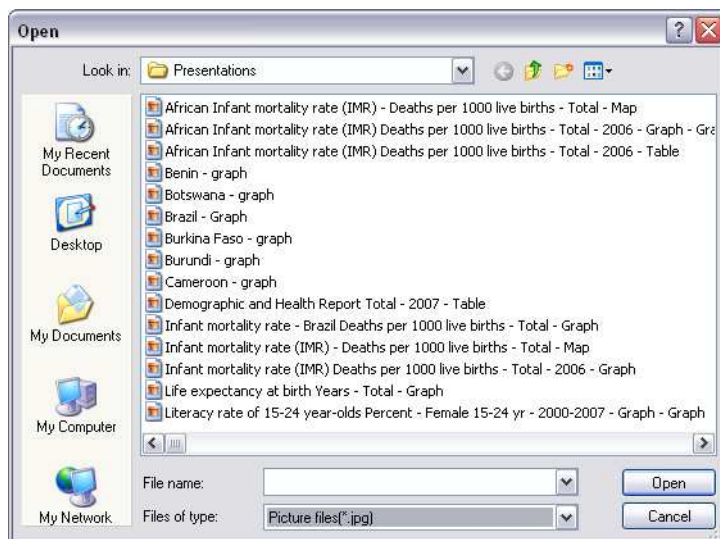 Open
Look in: Presentations
My Recent Documents
Desktop
My Documents
My Computer
My Network
African Infant mortality rate (IMR) - Deaths per 1000 live births - Total - Map
African Infant mortality rate (IMR) Deaths per 1000 live births - Total - 2006 - Graph - Gra
African Infant mortality rate (IMR) Deaths per 1000 live births - Total - 2006 - Table
Benin - graph
Botswana - graph
Brazil - Graph
Burkina Faso - graph
Burundi - graph
Cameroon - graph
Demographic and Health Report Total - 2007 - Table
Infant mortality rate - Brazil Deaths per 1000 live births - Total - Graph
Infant mortality rate (IMR) - Deaths per 1000 live births - Total - Map
Infant mortality rate (IMR) Deaths per 1000 live births - Total - 2006 - Graph
Life expectancy at birth Years - Total - Graph
Literacy rate of 15-24 year-olds Percent - Female 15-24 yr - 2000-2007 - Graph - Graph
File name:
Open
Files of type: Picture files(*.jpg)
Cancel